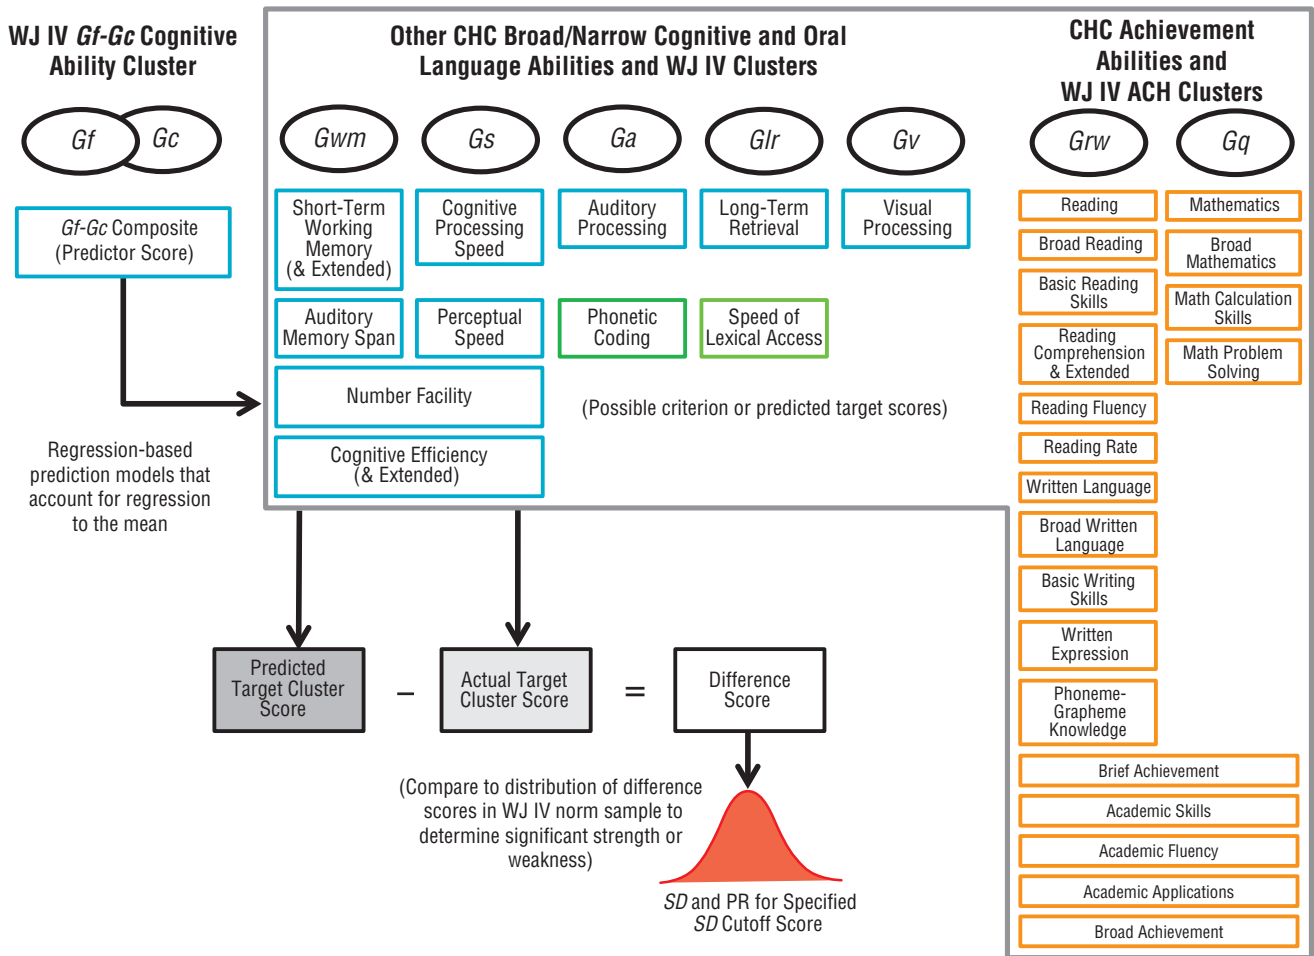 WJ IV Gf-Gc Cognitive
Ability Cluster
Other CHC Broad/Narrow Cognitive and Oral
Language Abilities and WJ IV Clusters
CHC Achievement
Abilities and
WJ IV ACH Clusters
Gf
Gc
Gwm
Gs
Ga
Glr
Gv
Grw
Gq
Gf-Gc Composite
(Predictor Score)
Short-Term
Working
Memory
(& Extended)
Cognitive
Processing
Speed
Auditory
Processing
Long-Term
Retrieval
Visual
Processing
Auditory
Memory Span
Perceptual
Speed
Phonetic
Coding
Speed of
Lexical Access
Number Facility
(Possible criterion or predicted target scores)
Cognitive Efficiency
(& Extended)
Regression-based
prediction models that
account for regression
to the mean
Reading
Broad Reading
Basic Reading
Skills
Reading
Comprehension
& Extended
Reading Fluency
Reading Rate
Written Language
Broad Written
Language
Basic Writing
Skills
Written
Expression
Phoneme-
Grapheme
Knowledge
Mathematics
Broad
Mathematics
Math Calculation
Skills
Math Problem
Solving
Brief Achievement
Academic Skills
Academic Fluency
Academic Applications
Broad Achievement
Predicted
Target Cluster
Score
–
Actual Target
Cluster Score
=
Difference
Score
(Compare to distribution of difference
scores in WJ IV norm sample to
determine significant strength or
weakness)
SD and PR for Specified
SD Cutoff Score